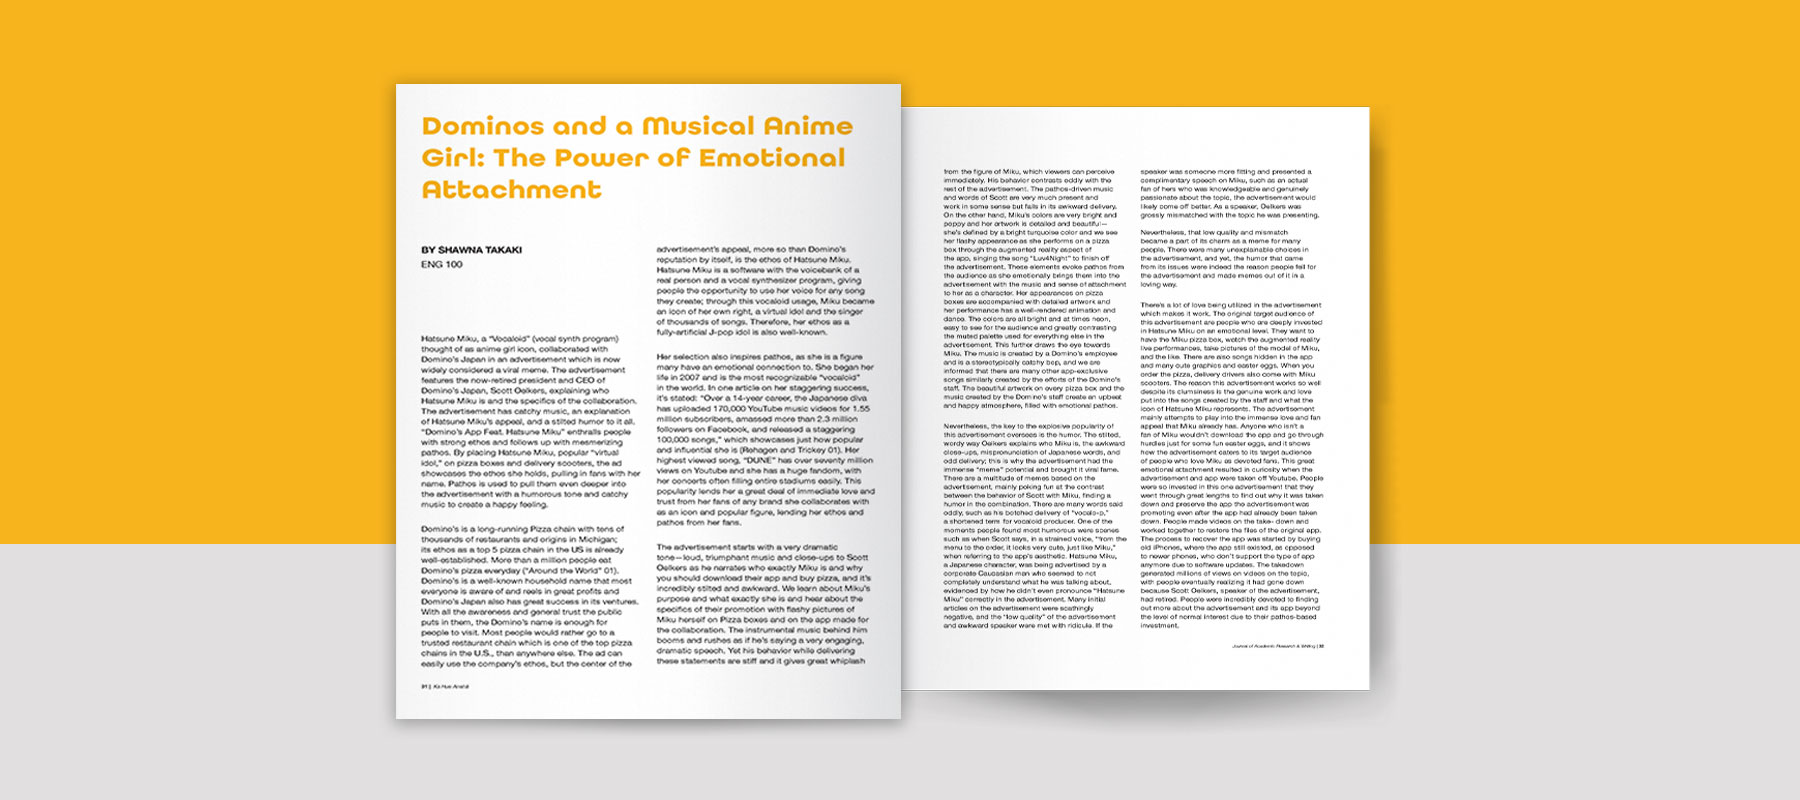 Dominos and a Musical Anime
Girl: The Power of Emotional
Attachment
BY SHAWNA TAKAKI
ENG 100
Hatsune Miku, a "Vocaloid" (vocal synth program)
thought of as anime girl icon, collaborated with
Domino's Japan in an advertisement which is now
widely considered a viral meme. The advertisement
features the now-retired president and CEO of
Domino's Japan, Scott Oelkers, explaining who
Hatsune Miku is and the specifics of the collaboration.
The advertisement has catchy music, an explanation
of Hatsune Miku's appeal, and a stilted humor to it all.
"Domino's App Feat. Hatsune Miku" enthralls people
with strong ethos and follows up with mesmerizing
pathos. By placing Hatsune Miku, popular "virtual
idol," on pizza boxes and delivery scooters, the ad
showcases the ethos she holds, pulling in fans with her
name. Pathos is used to pull them even deeper into
the advertisement with a humorous tone and catchy
music to create a happy feeling.
Domino's is a long-running Pizza chain with tens of
thousands of restaurants and origins in Michigan;
its ethos as a top 5 pizza chain in the US is already
well-established. More than a million people eat
Domino's pizza everyday ("Around the World" 01).
Domino's is a well-known household name that most
everyone is aware of and reels in great profits and
Domino's Japan also has great success in its ventures.
With all the awareness and general trust the public
puts in them, the Domino's name is enough for
people to visit. Most people would rather go to a
trusted restaurant chain which is one of the top pizza
chains in the U.S., than anywhere else. The ad can
easily use the company's ethos, but the center of the
advertisement's appeal, more so than Domino's
reputation by itself, is the ethos of Hatsune Miku.
Hatsune Miku is a software with the voicebank of a
real person and a vocal synthesizer program, giving
people the opportunity to use her voice for any song
they create; through this vocaloid usage, Miku became
an icon of her own right, a virtual idol and the singer
of thousands of songs. Therefore, her ethos as a
fully-artificial J-pop idol is also well-known.
Her selection also inspires pathos, as she is a figure
many have an emotional connection to. She began her
life in 2007 and is the most recognizable "vocaloid"
in the world. In one article on her staggering success,
it's stated: "Over a 14-year career, the Japanese diva
has uploaded 170,000 YouTube music videos for 1.55
million subscribers, amassed more than 2.3 million
followers on Facebook, and released a staggering
100,000 songs," which showcases just how popular
and influential she is (Rehagen and Trickey 01). Her
highest viewed song, "DUNE" has over seventy million
views on Youtube and she has a huge fandom, with
her concerts often filling entire stadiums easily. This
popularity lends her a great deal of immediate love and
trust from her fans of any brand she collaborates with
as an icon and popular figure, lending her ethos and
pathos from her fans.
The advertisement starts with a very dramatic
tone—loud, triumphant music and close-ups to Scott
Oelkers as he narrates who exactly Miku is and why
you should download their app and buy pizza, and it's
incredibly stilted and awkward. We learn about Miku's
purpose and what exactly she is and hear about the
specifics of their promotion with flashy pictures of
Miku herself on Pizza boxes and on the app made for
the collaboration. The instrumental music behind him
booms and rushes as if he's saying a very engaging,
dramatic speech. Yet his behavior while delivering
these statements are stiff and it gives great whiplash
from the figure of Miku, which viewers can perceive
immediately. His behavior contrasts oddly with the
rest of the advertisement. The pathos-driven music
and words of Scott are very much present and
work in some sense but fails in its awkward delivery.
On the other hand, Miku's colors are very bright and
poppy and her artwork is detailed and beautiful—
she's defined by a bright turquoise color and we see
her flashy appearance as she performs on a pizza
box through the augmented reality aspect of
the app, singing the song "Luv4Night" to finish off
the advertisement. These elements evoke pathos from
the audience as she emotionally brings them into the
advertisement with the music and sense of attachment
to her as a character. Her appearances on pizza
boxes are accompanied with detailed artwork and
her performance has a well-rendered animation and
dance. The colors are all bright and at times neon,
easy to see for the audience and greatly contrasting
the muted palette used for everything else in the
advertisement. This further draws the eye towards
Miku. The music is created by a Domino's employee
and is a stereotypically catchy bop, and we are
informed that there are many other app-exclusive
songs similarly created by the efforts of the Domino's
staff. The beautiful artwork on every pizza box and the
music created by the Domino's staff create an upbeat
and happy atmosphere, filled with emotional pathos.
Nevertheless, the key to the explosive popularity of
this advertisement oversees is the humor. The stilted,
wordy way Oelkers explains who Miku is, the awkward
close-ups, mispronunciation of Japanese words, and
odd delivery; this is why the advertisement had the
immense "meme" potential and brought it viral fame.
There are a multitude of memes based on the
advertisement, mainly poking fun at the contrast
between the behavior of Scott with Miku, finding a
humor in the combination. There are many words said
oddly, such as his botched delivery of "vocalo-p,"
a shortened term for vocaloid producer. One of the
moments people found most humorous were scenes
such as when Scott says, in a strained voice, "from the
menu to the order, it looks very cute, just like Miku,"
when referring to the app's aesthetic. Hatsune Miku,
a Japanese character, was being advertised by a
corporate Caucasian man who seemed to not
completely understand what he was talking about,
evidenced by how he didn't even pronounce "Hatsune
Miku" correctly in the advertisement. Many initial
articles on the advertisement were scathingly
negative, and the "low quality" of the advertisement
and awkward speaker were met with ridicule. If the
speaker was someone more fitting and presented a
complimentary speech on Miku, such as an actual
fan of hers who was knowledgeable and genuinely
passionate about the topic, the advertisement would
likely come off better. As a speaker, Oelkers was
grossly mismatched with the topic he was presenting.
Nevertheless, that low quality and mismatch
became a part of its charm as a meme for many
people. There were many unexplainable choices in
the advertisement, and yet, the humor that came
from its issues were indeed the reason people fell for
the advertisement and made memes out of it in a
loving way.
There's a lot of love being utilized in the advertisement
which makes it work. The original target audience of
this advertisement are people who are deeply invested
in Hatsune Miku on an emotional level. They want to
have the Miku pizza box, watch the augmented reality
live performances, take pictures of the model of Miku,
and the like. There are also songs hidden in the app
and many cute graphics and easter eggs. When you
order the pizza, delivery drivers also come with Miku
scooters. The reason this advertisement works so well
despite its clumsiness is the genuine work and love
put into the songs created by the staff and what the
icon of Hatsune Miku represents. The advertisement
mainly attempts to play into the immense love and fan
appeal that Miku already has. Anyone who isn't a
fan of Miku wouldn't download the app and go through
hurdles just for some fun easter eggs, and it shows
how the advertisement caters to its target audience
of people who love Miku as devoted fans. This great
emotional attachment resulted in curiosity when the
advertisement and app were taken off Youtube. People
were so invested in this one advertisement that they
went through great lengths to find out why it was taken
down and preserve the app the advertisement was
promoting even after the app had already been taken
down. People made videos on the take- down and
worked together to restore the files of the original app.
The process to recover the app was started by buying
old iPhones, where the app still existed, as opposed
to newer phones, who don't support the type of app
anymore due to software updates. The takedown
generated millions of views on videos on the topic,
with people eventually realizing it had gone down
because Scott Oelkers, speaker of the advertisement,
had retired. People were incredibly devoted to finding
out more about the advertisement and its app beyond
the level of normal interest due to their pathos-based
investment.
31 | Ka Hue Anahā
Journal of Academic Research & Writing | 32